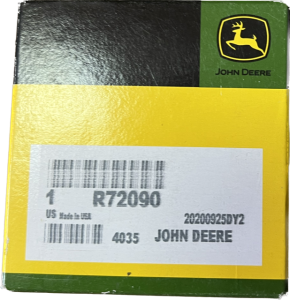 JOHN DEERE
1 R72090
US Made in USA 20200925DY2
4035 JOHN DEERE